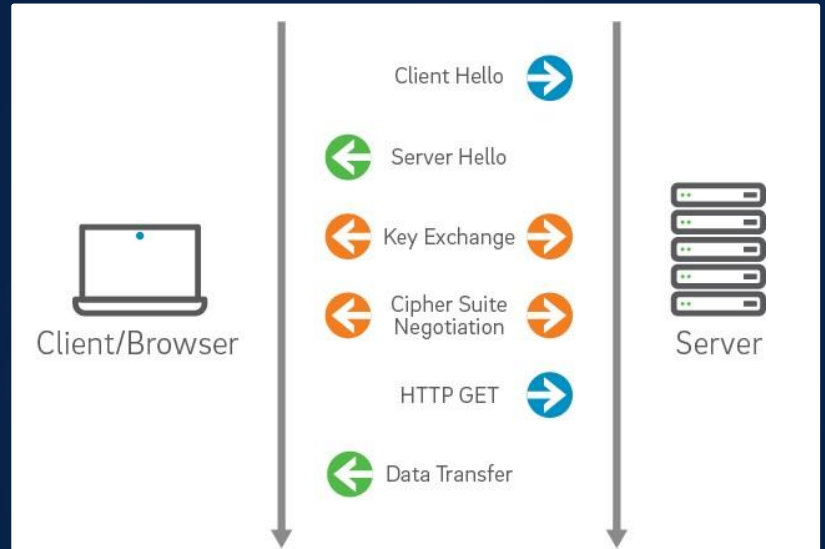 Client Hello
Server Hello
Key Exchange
Cipher Suite
Negotiation
Client/Browser
Server
HTTP GET
Data Transfer